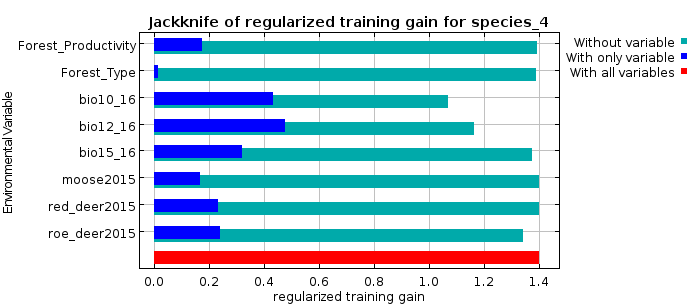 Jackknife of regularized training gain for species_4
Environmental Variable
Forest_Productivity
Forest_Type
bio10_16
bio12_16
bio15_16
moose2015
red_deer2015
roe_deer2015
Without variable
With only variable
With all variables
0.0 0.2 0.4 0.6 0.8 1.0 1.2 1.4
regularized training gain